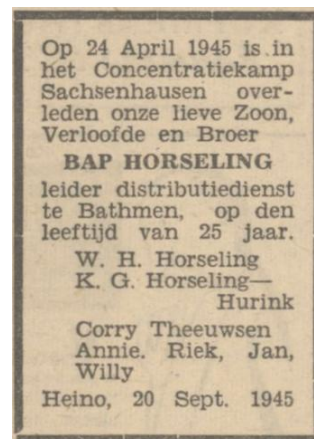 Op 24 April 1945 is in
het Concentratiekamp
Sachsenhausen over-
leden onze lieve Zoon,
Verloofde en Broer
BAP HORSELING
leider distributiedienst
te Bathmen, op den
leeftijd van 25 jaar.
W. H. Horseling
K. G. Horseling—
Hurink
Corry Theeuwsen
Annie. Riek, Jan,
Willy
Heino, 20 Sept. 1945